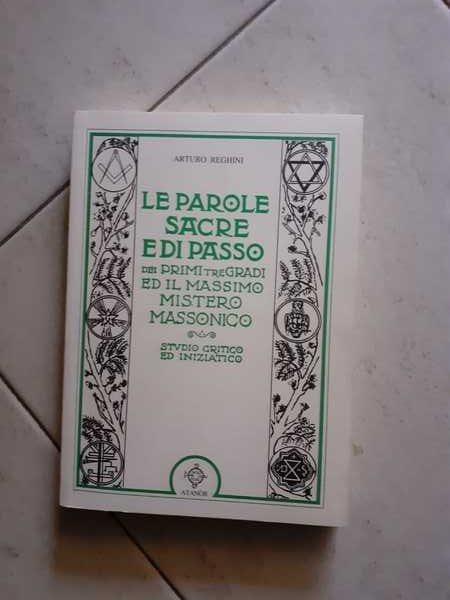 ARTURO REGHINI
LE PAROLE
SACRE
E DI PASSO
DEI PRIMI TRE GRADI
ED IL MASSIMO
MISTERO
MASSONICO
STVDIO CRITICO
ED INIZIATICO
ATANÒR